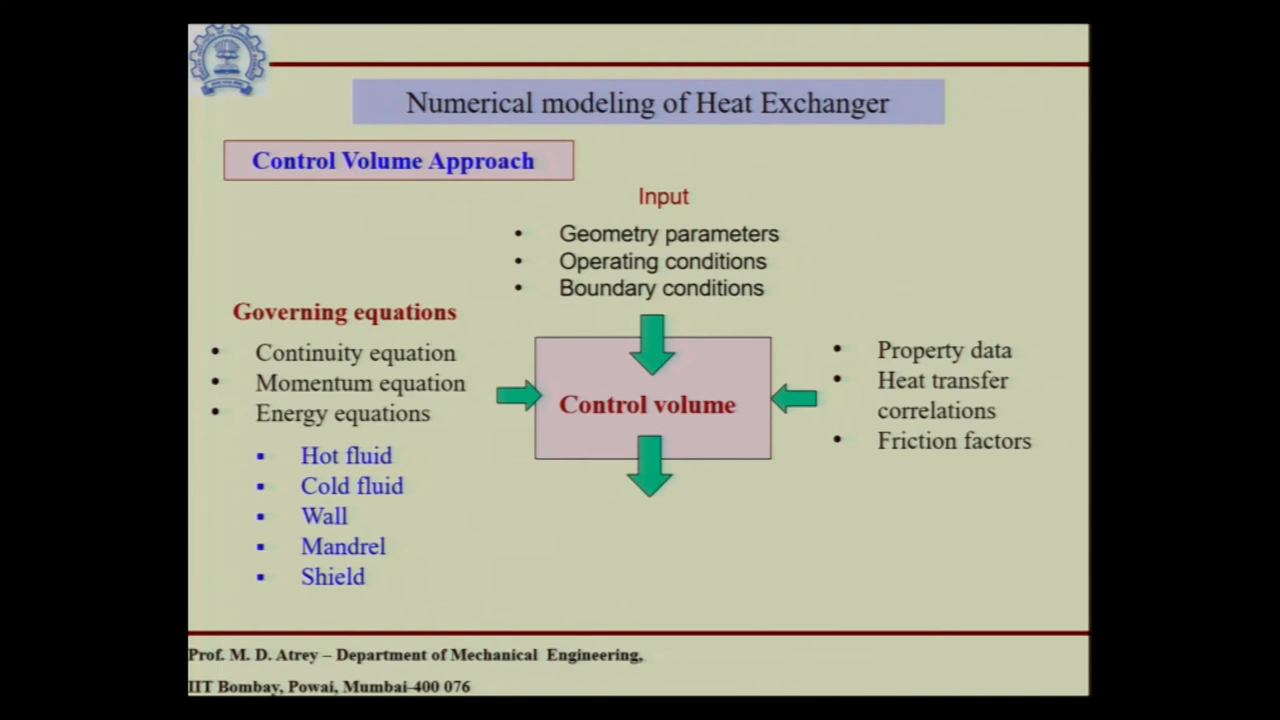 Numerical modeling of Heat Exchanger
Control Volume Approach
Input
• Geometry parameters
• Operating conditions
• Boundary conditions
Governing equations
• Continuity equation
• Momentum equation
• Energy equations
▪ Hot fluid
▪ Cold fluid
▪ Wall
▪ Mandrel
▪ Shield
Control volume
• Property data
• Heat transfer
correlations
• Friction factors
Prof. M. D. Atrey – Department of Mechanical Engineering,
IIT Bombay, Powai, Mumbai-400 076